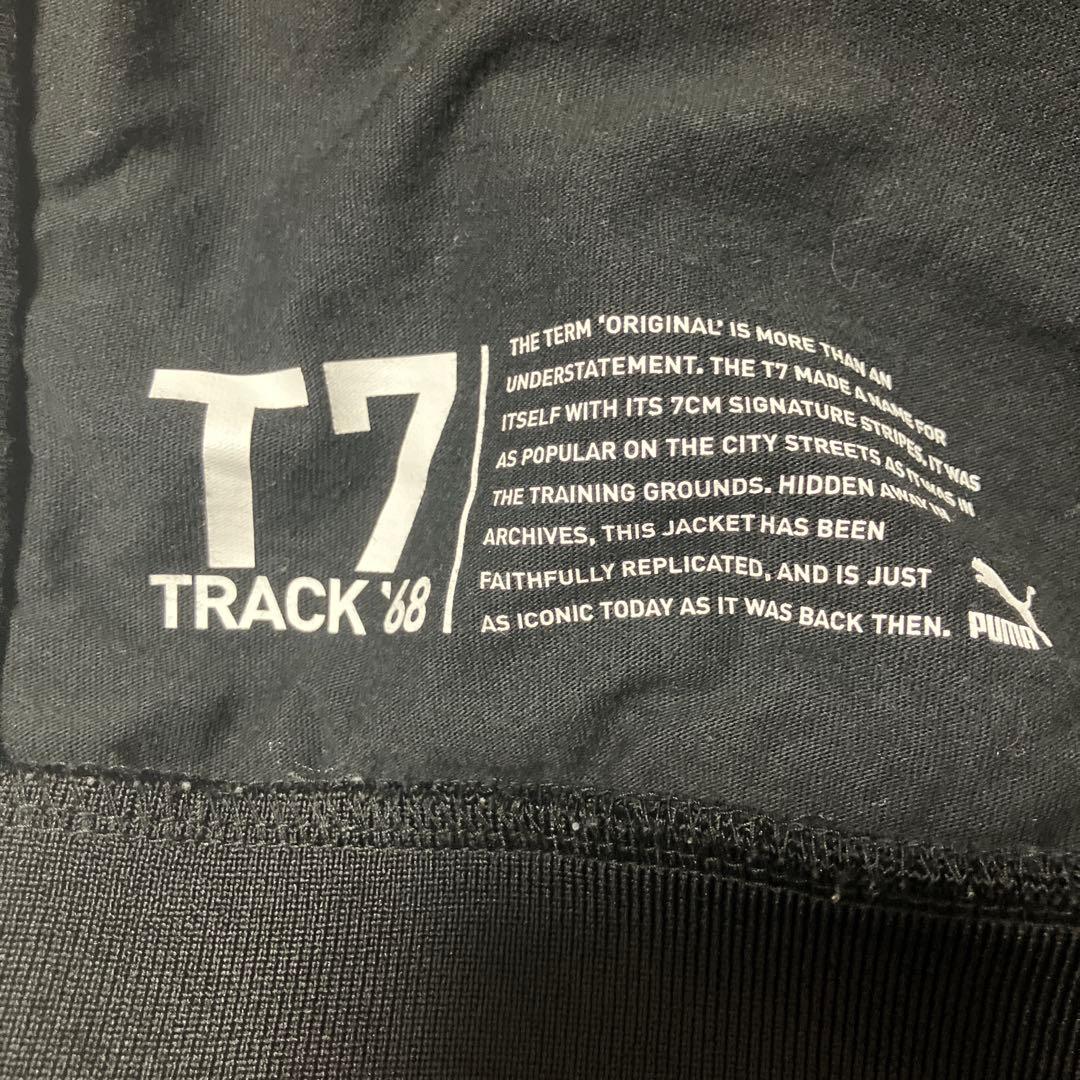 T7
TRACK '68
THE TERM 'ORIGINAL' IS MORE THAN AN
UNDERSTATEMENT. THE T7 MADE A NAME FOR
ITSELF WITH ITS 7CM SIGNATURE STRIPES, IT WAS
AS POPULAR ON THE CITY STREETS AS IT WAS IN
THE TRAINING GROUNDS. HIDDEN AWAY IN
ARCHIVES, THIS JACKET HAS BEEN
FAITHFULLY REPLICATED, AND IS JUST
AS ICONIC TODAY AS IT WAS BACK THEN.
PUMA